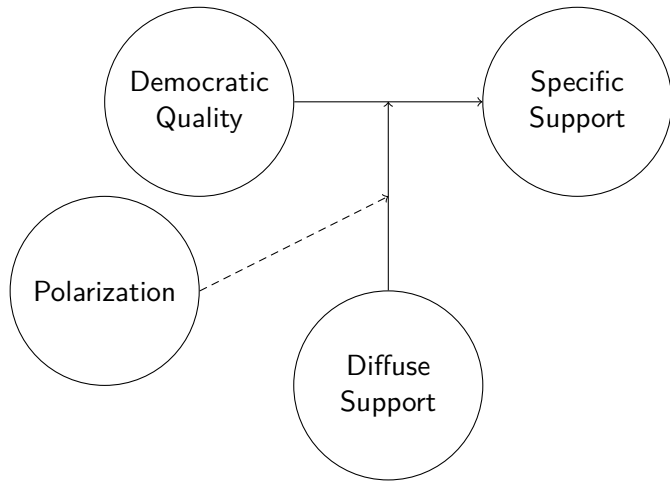 Democratic
Quality
Specific
Support
Polarization
Diffuse
Support